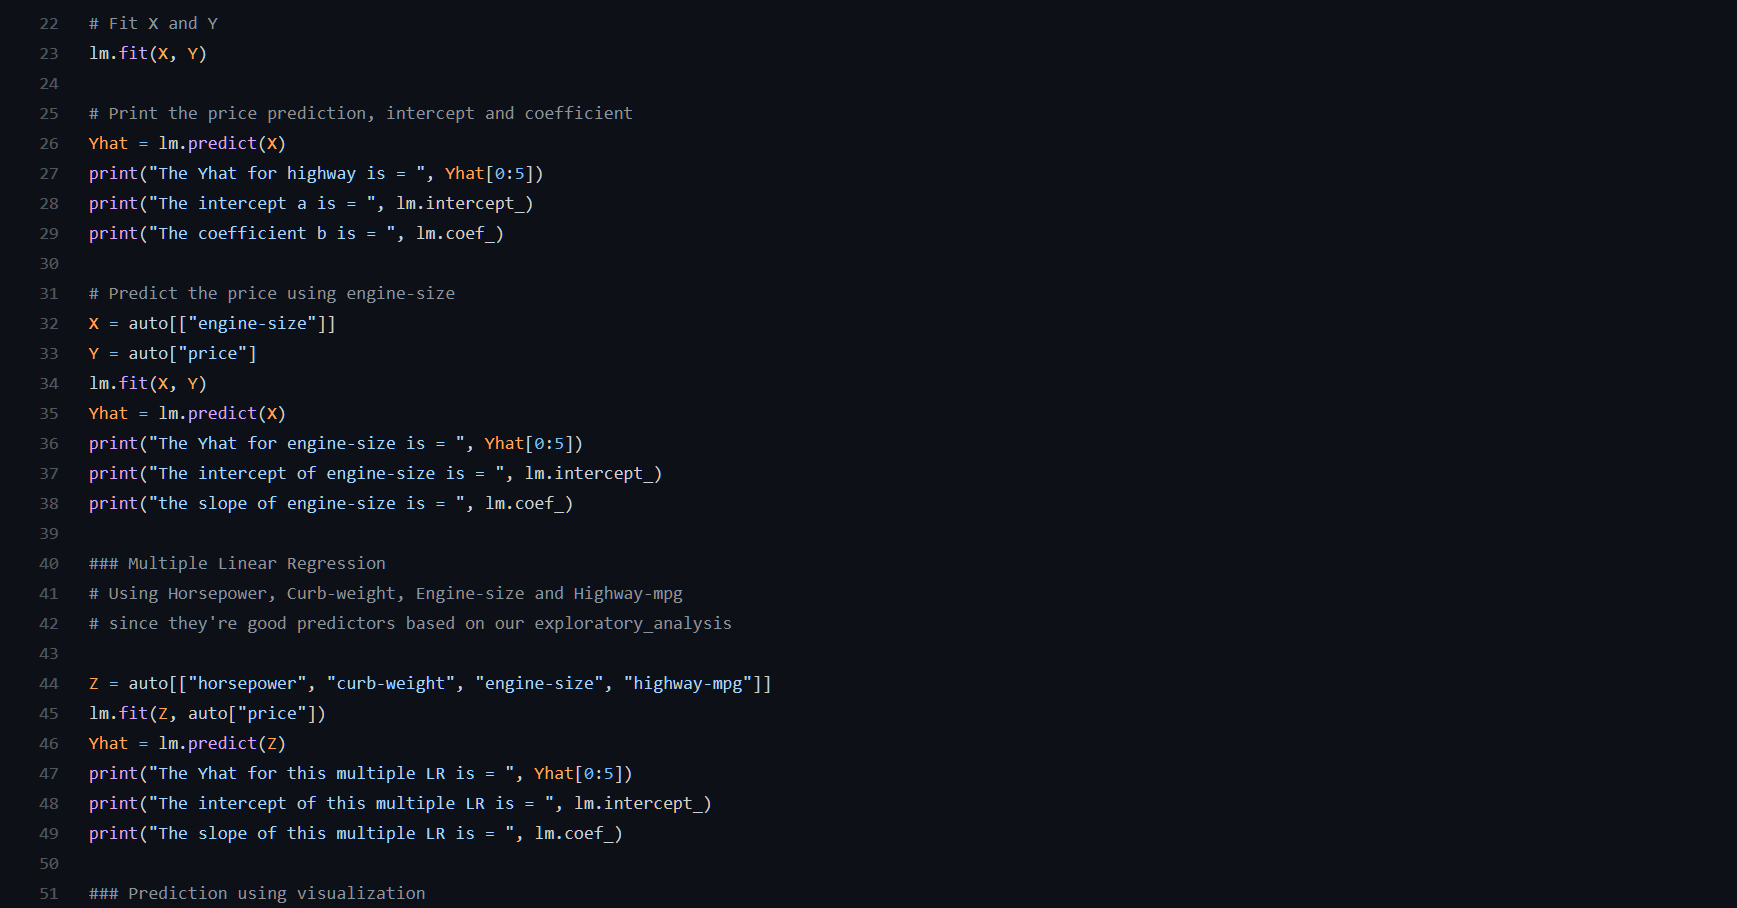 22 # Fit X and Y
23 lm.fit(X, Y)
24
25 # Print the price prediction, intercept and coefficient
26 Yhat = lm.predict(X)
27 print("The Yhat for highway is = ", Yhat[0:5])
28 print("The intercept a is = ", lm.intercept_)
29 print("The coefficient b is = ", lm.coef_)
30
31 # Predict the price using engine-size
32 X = auto[["engine-size"]]
33 Y = auto["price"]
34 lm.fit(X, Y)
35 Yhat = lm.predict(X)
36 print("The Yhat for engine-size is = ", Yhat[0:5])
37 print("The intercept of engine-size is = ", lm.intercept_)
38 print("the slope of engine-size is = ", lm.coef_)
39
40 ### Multiple Linear Regression
41 # Using Horsepower, Curb-weight, Engine-size and Highway-mpg
42 # since they're good predictors based on our exploratory_analysis
43
44 Z = auto[["horsepower", "curb-weight", "engine-size", "highway-mpg"]]
45 lm.fit(Z, auto["price"])
46 Yhat = lm.predict(Z)
47 print("The Yhat for this multiple LR is = ", Yhat[0:5])
48 print("The intercept of this multiple LR is = ", lm.intercept_)
49 print("The slope of this multiple LR is = ", lm.coef_)
50
51 ### Prediction using visualization